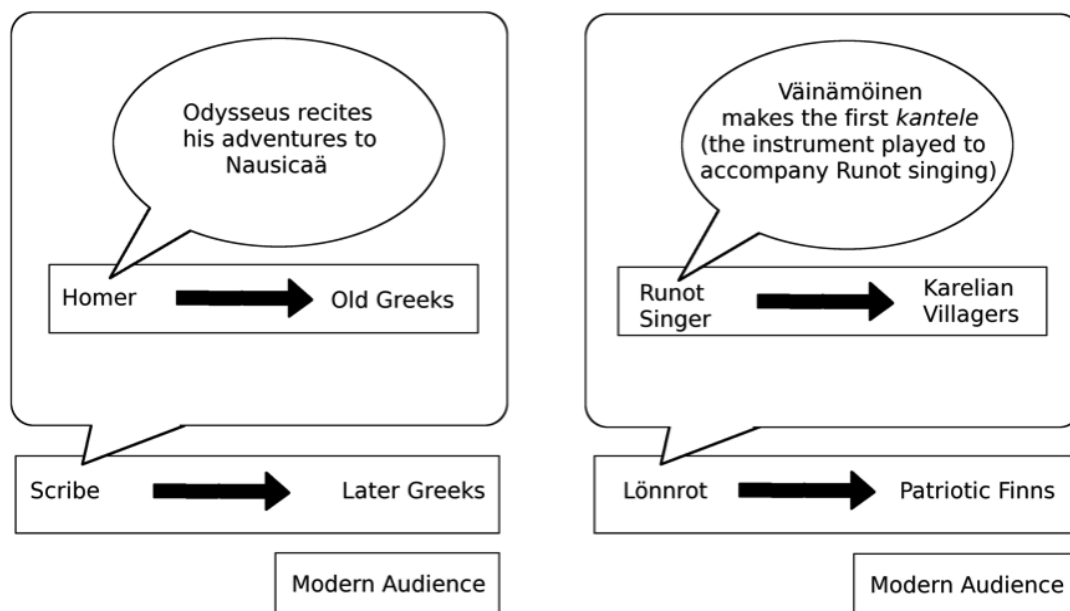 Odysseus recites
his adventures to
Nausicaä
Homer
Old Greeks
Scribe
Later Greeks
Modern Audience
Väinämöinen
makes the first kantele
(the instrument played to
accompany Runot singing)
Runot
Singer
Karelian
Villagers
Lönnrot
Patriotic Finns
Modern Audience